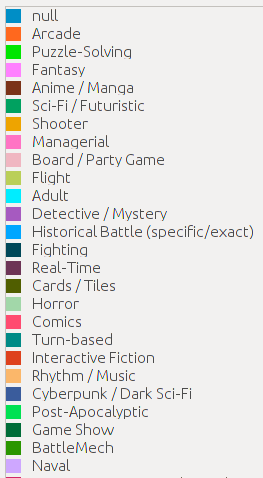 null
Arcade
Puzzle-Solving
Fantasy
Anime / Manga
Sci-Fi / Futuristic
Shooter
Managerial
Board / Party Game
Flight
Adult
Detective / Mystery
Historical Battle (specific/exact)
Fighting
Real-Time
Cards / Tiles
Horror
Comics
Turn-based
Interactive Fiction
Rhythm / Music
Cyberpunk / Dark Sci-Fi
Post-Apocalyptic
Game Show
BattleMech
Naval